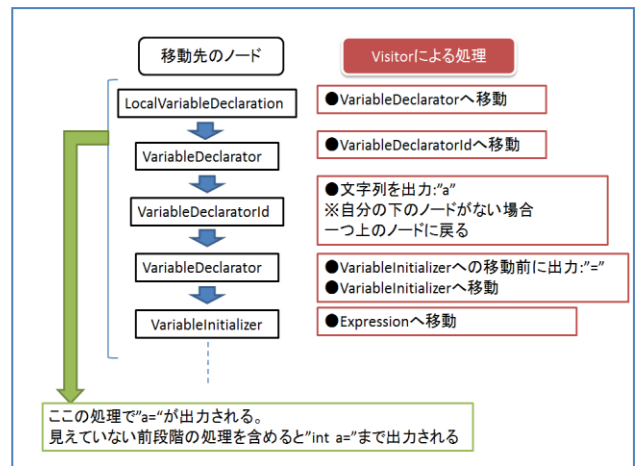 移動先のノード
Visitorによる処理
LocalVariableDeclaration
●VariableDeclaratorへ移動
VariableDeclarator
●VariableDeclaratorIdへ移動
VariableDeclaratorId
●文字列を出力:"a"
※自分の下のノードがない場合
一つ上のノードに戻る
VariableDeclarator
●VariableInitializerへの移動前に出力:"="
●VariableInitializerへ移動
VariableInitializer
●Expressionへ移動
ここの処理で"a="が出力される。
見えていない前段階の処理を含めると"int a="まで出力される